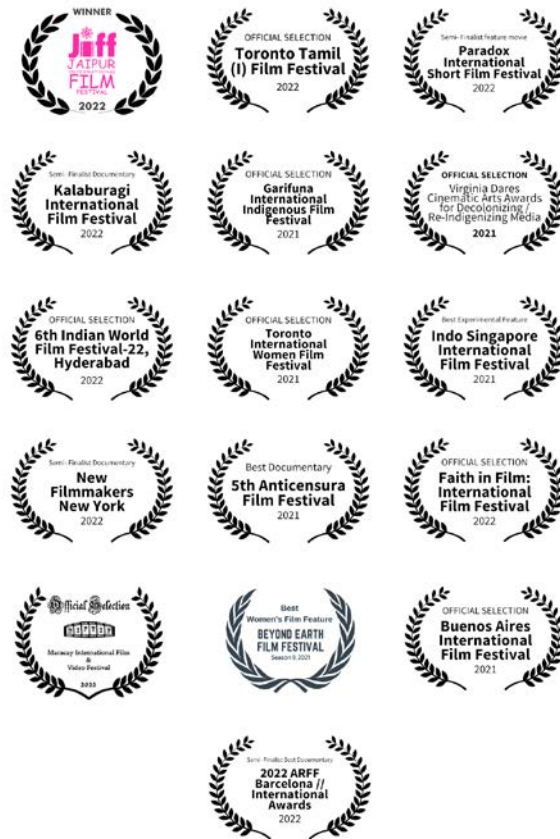 WINNER
Jiff
JAIPUR
INTERNATIONAL
FILM
FESTIVAL
2022
OFFICIAL SELECTION
Toronto Tamil
(I) Film Festival
2022
Semi- Finalist feature movie
Paradox
International
Short Film Festival
2022
Semi- Finalist Documentary
Kalaburagi
International
Film Festival
2022
OFFICIAL SELECTION
Garifuna
International
Indigenous Film
Festival
2021
OFFICIAL SELECTION
Virginia Dares
Cinematic Arts Awards
for Decolonizing /
Re-Indigenizing Media
2021
OFFICIAL SELECTION
6th Indian World
Film Festival-22,
Hyderabad
2022
OFFICIAL SELECTION
Toronto
International
Women Film
Festival
2021
Best Experimental Feature
Indo Singapore
International
Film Festival
2021
Semi- Finalist Documentary
New
Filmmakers
New York
2022
Best Documentary
5th Anticensura
Film Festival
2021
OFFICIAL SELECTION
Faith in Film:
International
Film Festival
2022
Official Selection
Maracay International Film
&
Video Festival
Best
Women's Film Feature
BEYOND EARTH
FILM FESTIVAL
Season 9, 2021
OFFICIAL SELECTION
Buenos Aires
International
Film Festival
2021
Semi- Finalist Best Documentary
2022 ARFF
Barcelona //
International
Awards
2022